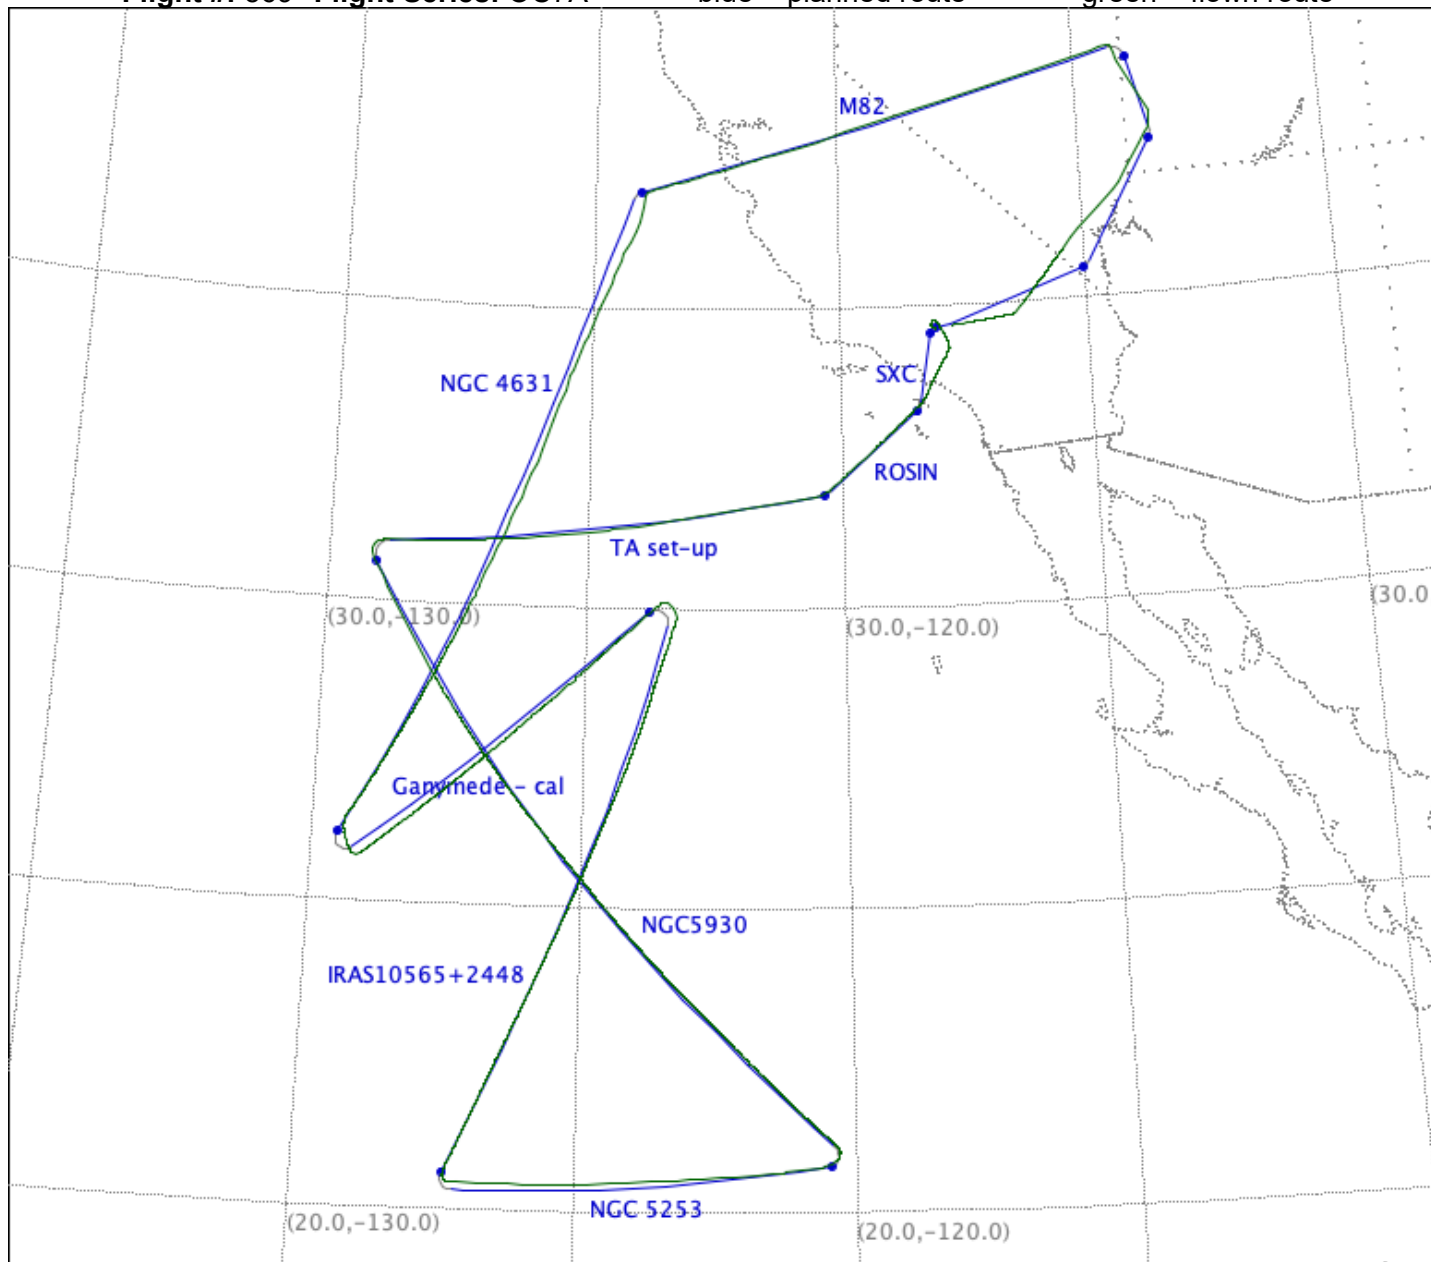 M82
NGC 4631
SXC
ROSIN
TA set-up
(30.0,-130.0)
(30.0,-120.0)
(30.0
Ganymede - cal
NGC5930
IRAS10565+2448
NGC 5253
(20.0,-130.0)
(20.0,-120.0)